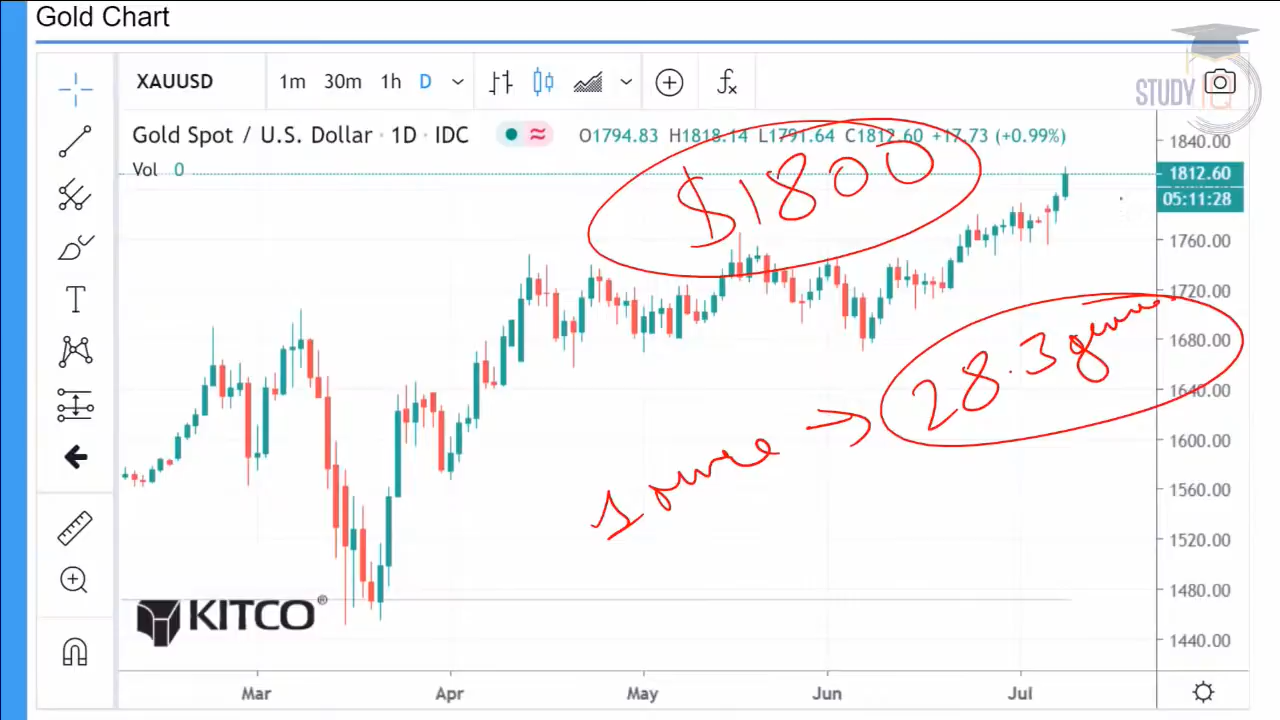 Gold Chart
STUDY IQ
XAUUSD 1m 30m 1h D
Gold Spot / U.S. Dollar · 1D · IDC O1794.83 H1818.14 L1791.64 C1812.60 +17.73 (+0.99%)
Vol 0
$1800
28.3
1 ounce →
1840.00
1812.60
05:11:28
1760.00
1720.00
1680.00
1640.00
1600.00
1560.00
1520.00
1480.00
1440.00
KITCO®
Mar Apr May Jun Jul